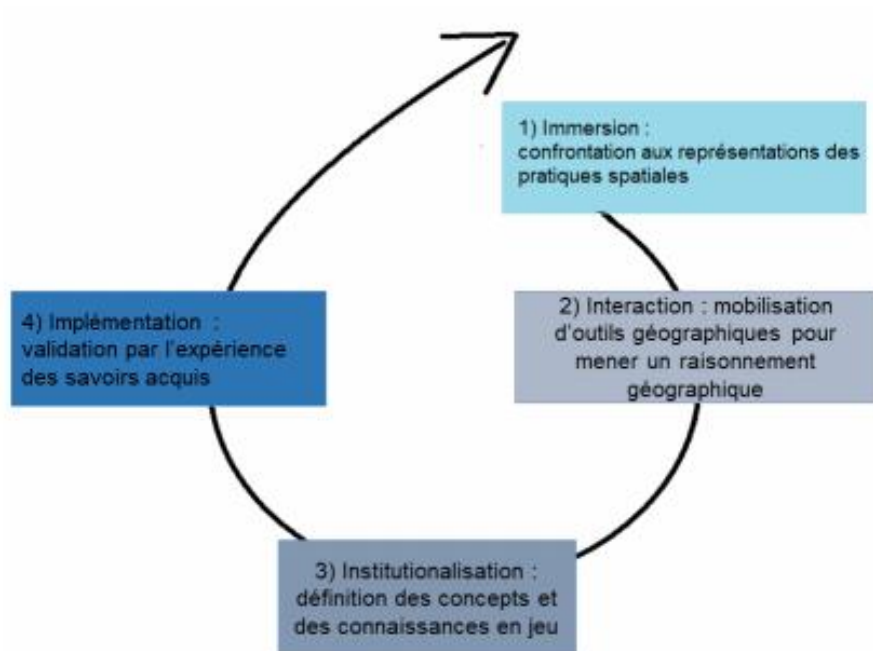 1) Immersion :
confrontation aux représentations des
pratiques spatiales
2) Interaction : mobilisation
d'outils géographiques pour
mener un raisonnement
géographique
3) Institutionalisation :
définition des concepts et
des connaissances en jeu
4) Implémentation :
validation par l'expérience
des savoirs acquis